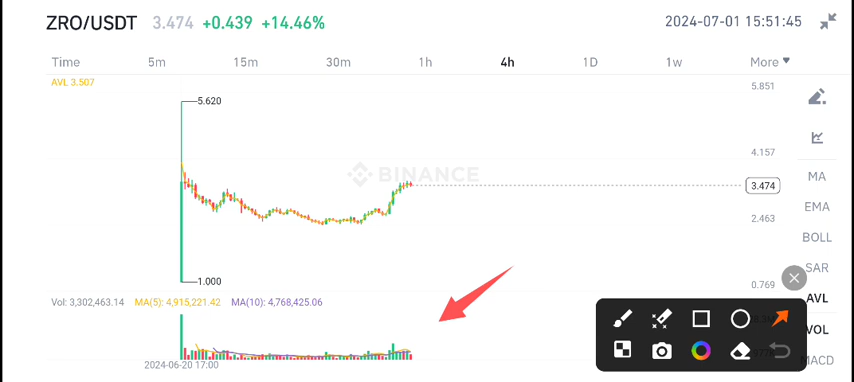 ZRO/USDT 3.474 +0.439 +14.46% 2024-07-01 15:51:45
Time 5m 15m 30m 1h 4h 1D 1w More
AVL 3.507
5.851
5.620
4.157
BINANCE
MA
3.474
EMA
2.463
BOLL
SAR
1.000
0.769
AVL
Vol: 3,302,463.14 MA(5): 4,915,221.42 MA(10): 4,768,425.06
VOL
MACD
2024-06-20 17:00